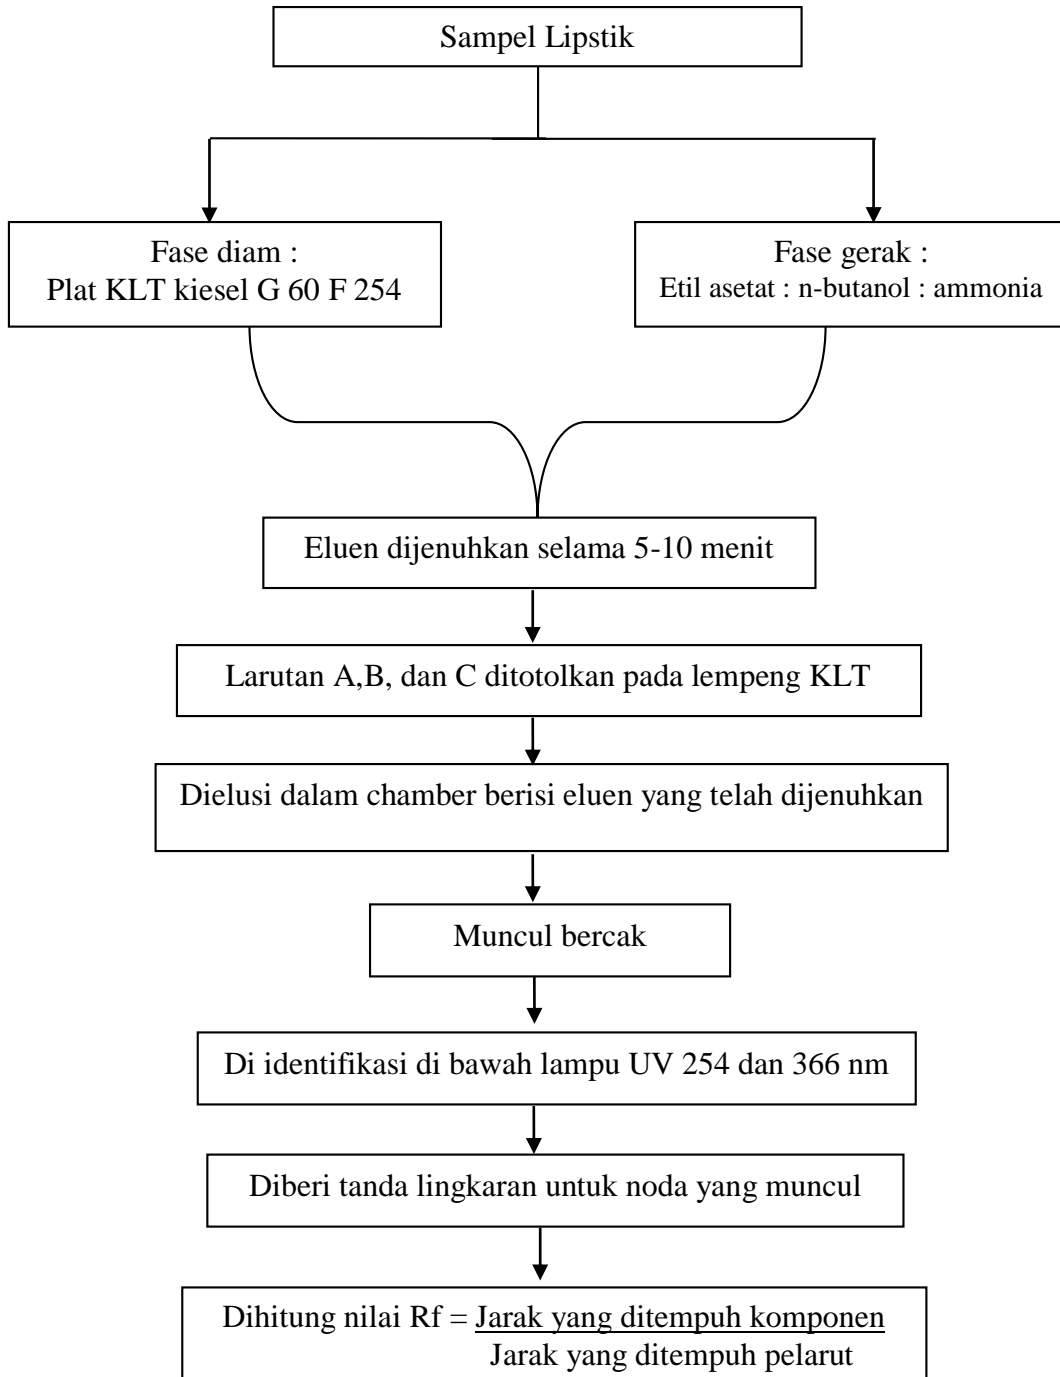 Sampel Lipstik
Fase diam :
Plat KLT kiesel G 60 F 254
Fase gerak :
Etil asetat : n-butanol : ammonia
Eluen dijenuhkan selama 5-10 menit
Larutan A,B, dan C ditotolkan pada lempeng KLT
Dielusi dalam chamber berisi eluen yang telah dijenuhkan
Muncul bercak
Di identifikasi di bawah lampu UV 254 dan 366 nm
Diberi tanda lingkaran untuk noda yang muncul
Dihitung nilai Rf = Jarak yang ditempuh komponen
Jarak yang ditempuh pelarut